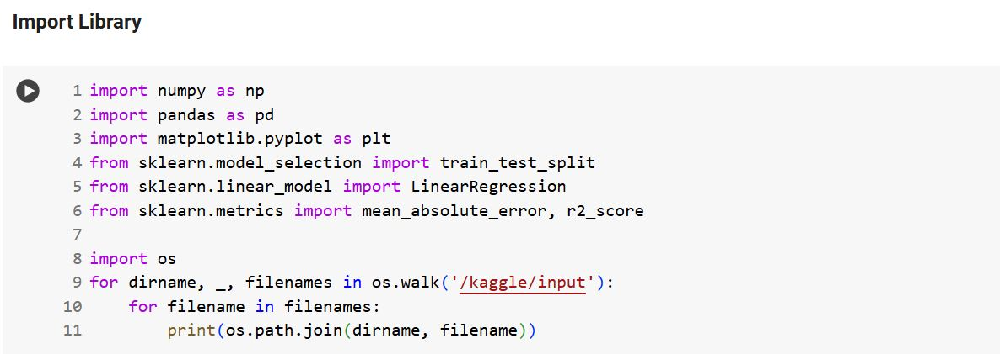 Import Library
1 import numpy as np
2 import pandas as pd
3 import matplotlib.pyplot as plt
4 from sklearn.model_selection import train_test_split
5 from sklearn.linear_model import LinearRegression
6 from sklearn.metrics import mean_absolute_error, r2_score
7
8 import os
9 for dirname, _, filenames in os.walk('/kaggle/input'):
10     for filename in filenames:
11         print(os.path.join(dirname, filename))